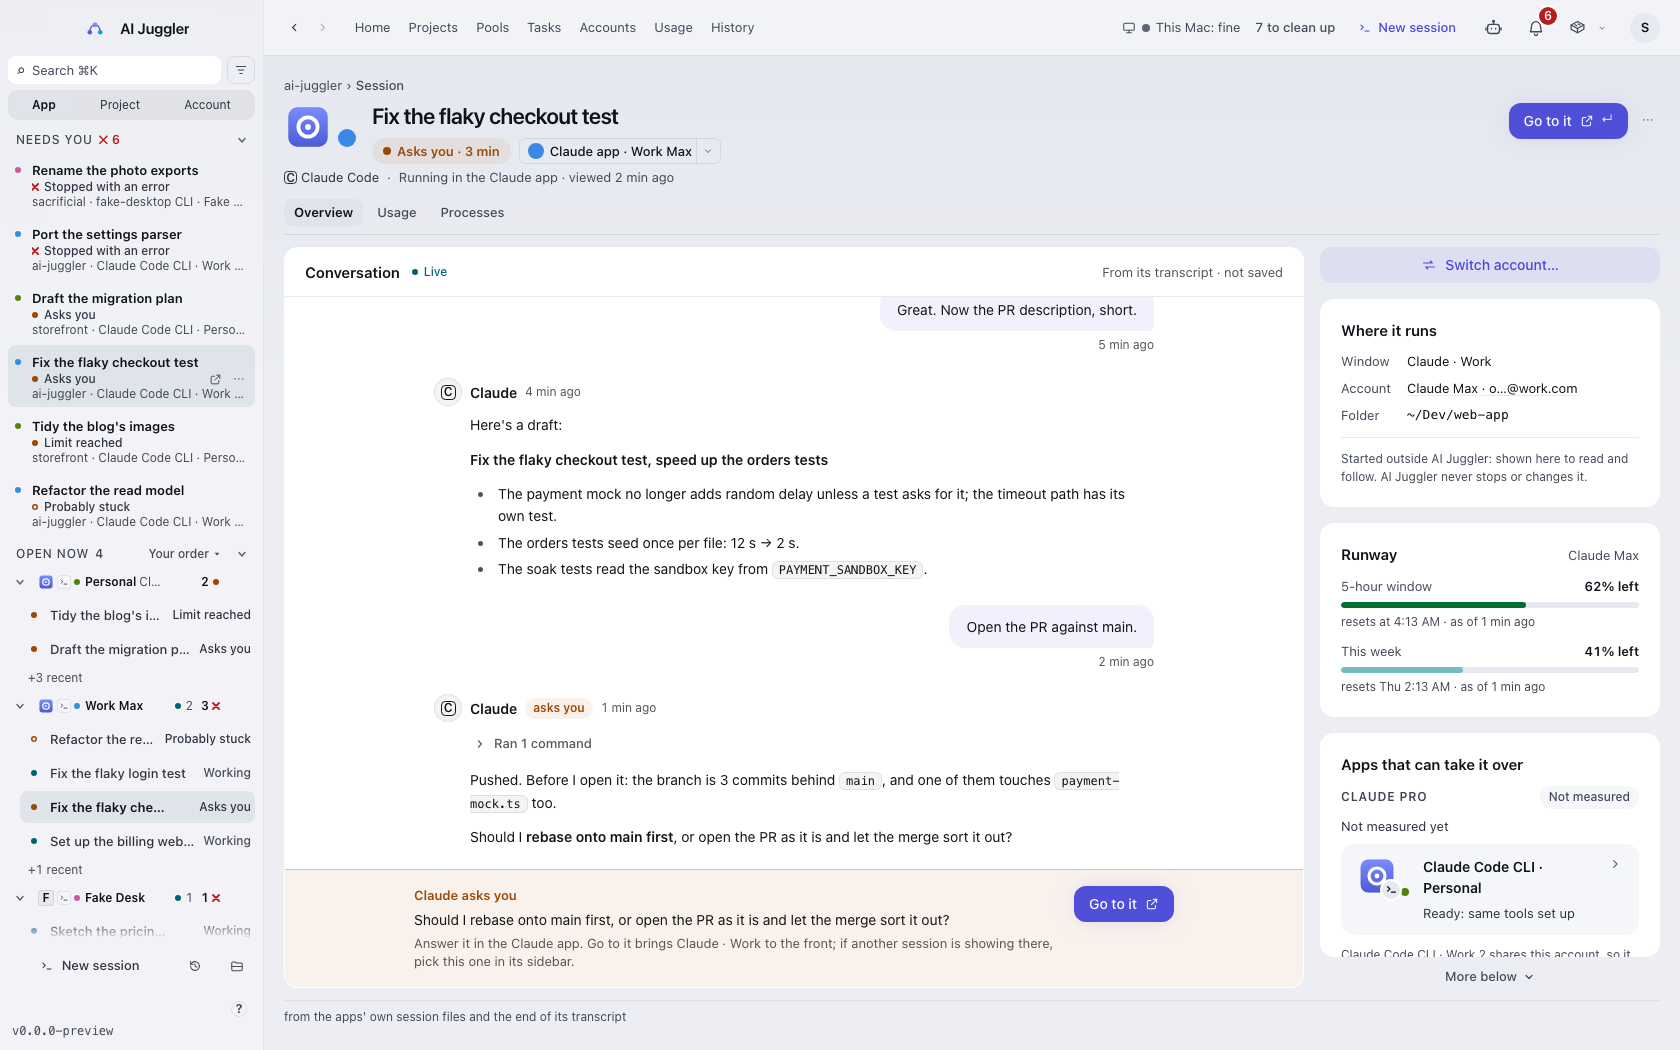 AI Juggler
Search ⌘K
App Project Account
NEEDS YOU 6
Rename the photo exports
Stopped with an error
sacrificial · fake-desktop CLI · Fake ...
Port the settings parser
Stopped with an error
ai-juggler · Claude Code CLI · Work ...
Draft the migration plan
Asks you
storefront · Claude Code CLI · Perso...
Fix the flaky checkout test
Asks you
ai-juggler · Claude Code CLI · Work ...
Tidy the blog's images
Limit reached
storefront · Claude Code CLI · Perso...
Refactor the read model
Probably stuck
ai-juggler · Claude Code CLI · Work ...
OPEN NOW 4 Your order
Personal Cl... 2
Tidy the blog's i... Limit reached
Draft the migration p... Asks you
+3 recent
Work Max 2 3
Refactor the re... Probably stuck
Fix the flaky login test Working
Fix the flaky che... Asks you
Set up the billing web... Working
+1 recent
F Fake Desk 1 1
Sketch the pricin... Working
New session
?
v0.0.0-preview
Home Projects Pools Tasks Accounts Usage History
This Mac: fine 7 to clean up New session 6 S
ai-juggler › Session
Fix the flaky checkout test
Asks you · 3 min Claude app · Work Max
C Claude Code · Running in the Claude app · viewed 2 min ago
Go to it
Overview Usage Processes
Conversation Live From its transcript · not saved
Great. Now the PR description, short.
5 min ago
C Claude 4 min ago
Here's a draft:
Fix the flaky checkout test, speed up the orders tests
• The payment mock no longer adds random delay unless a test asks for it; the timeout path has its
own test.
• The orders tests seed once per file: 12 s → 2 s.
• The soak tests read the sandbox key from PAYMENT_SANDBOX_KEY.
Open the PR against main.
2 min ago
C Claude asks you 1 min ago
Ran 1 command
Pushed. Before I open it: the branch is 3 commits behind main, and one of them touches payment-
mock.ts too.
Should I rebase onto main first, or open the PR as it is and let the merge sort it out?
Claude asks you
Should I rebase onto main first, or open the PR as it is and let the merge sort it out?
Answer it in the Claude app. Go to it brings Claude · Work to the front; if another session is showing there,
pick this one in its sidebar.
Go to it
from the apps' own session files and the end of its transcript
Switch account...
Where it runs
Window Claude · Work
Account Claude Max · o...@work.com
Folder ~/Dev/web-app
Started outside AI Juggler: shown here to read and
follow. AI Juggler never stops or changes it.
Runway Claude Max
5-hour window 62% left
resets at 4:13 AM · as of 1 min ago
This week 41% left
resets Thu 2:13 AM · as of 1 min ago
Apps that can take it over
CLAUDE PRO Not measured
Not measured yet
Claude Code CLI ·
Personal
Ready: same tools set up
Claude Code CLI · Work 2 shares this account, so it
More below